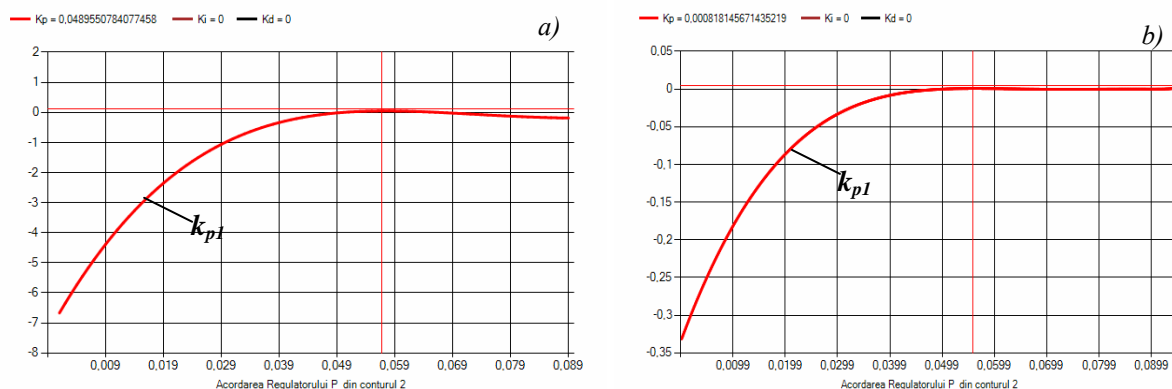 Kp = 0,0489550784077458 Ki = 0 Kd = 0
a)
2
1
0
-1
-2
-3
-4
-5
-6
-7
-8
kp1
0,009 0,019 0,029 0,039 0,049 0,059 0,069 0,079 0,089
Acordarea Regulatorului P din conturul 2
Kp = 0,000818145671435219 Ki = 0 Kd = 0
b)
0,05
0
-0,05
-0,1
-0,15
-0,2
-0,25
-0,3
-0,35
kp1
0,0099 0,0199 0,0299 0,0399 0,0499 0,0599 0,0699 0,0799 0,0899
Acordarea Regulatorului P din conturul 2